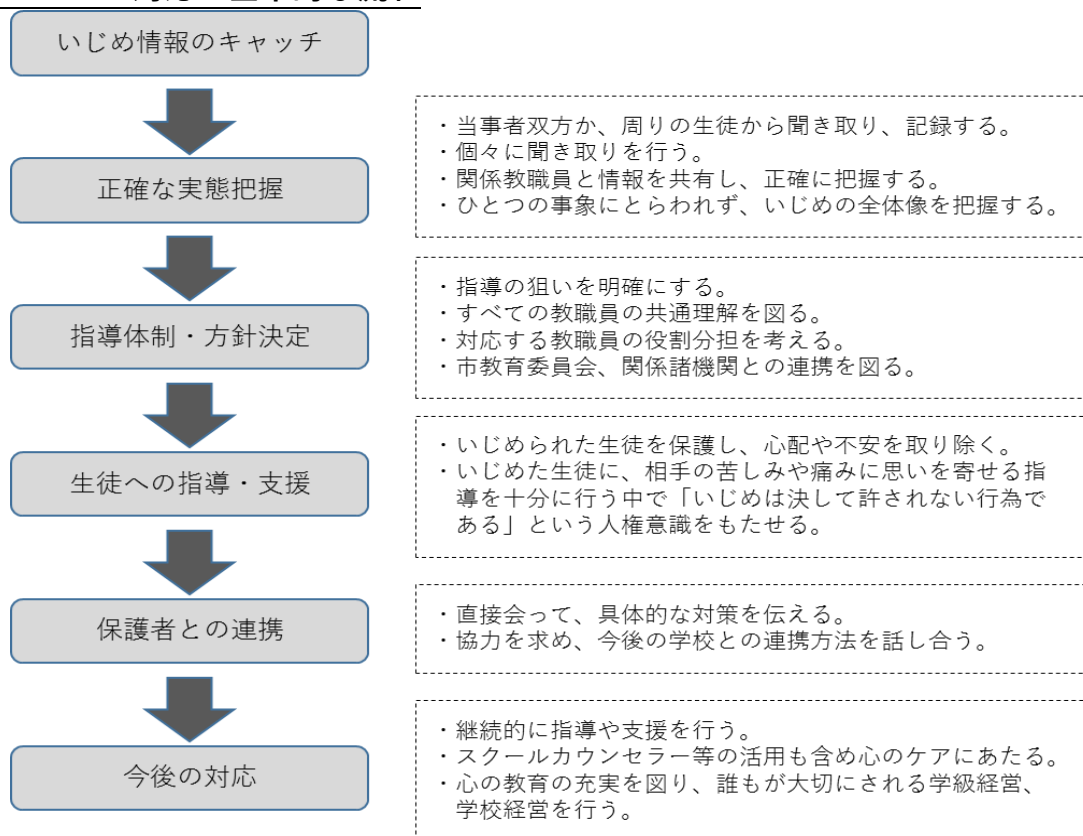 いじめ情報のキャッチ
正確な実態把握
・当事者双方か、周りの生徒から聞き取り、記録する。
・個々に聞き取りを行う。
・関係教職員と情報を共有し、正確に把握する。
・ひとつの事象にとらわれず、いじめの全体像を把握する。
指導体制・方針決定
・指導の狙いを明確にする。
・すべての教職員の共通理解を図る。
・対応する教職員の役割分担を考える。
・市教育委員会、関係諸機関との連携を図る。
生徒への指導・支援
・いじめられた生徒を保護し、心配や不安を取り除く。
・いじめた生徒に、相手の苦しみや痛みに思いを寄せる指
導を十分に行う中で「いじめは決して許されない行為で
ある」という人権意識をもたせる。
保護者との連携
・直接会って、具体的な対策を伝える。
・協力を求め、今後の学校との連携方法を話し合う。
今後の対応
・継続的に指導や支援を行う。
・スクールカウンセラー等の活用も含め心のケアにあたる。
・心の教育の充実を図り、誰もが大切にされる学級経営、
学校経営を行う。